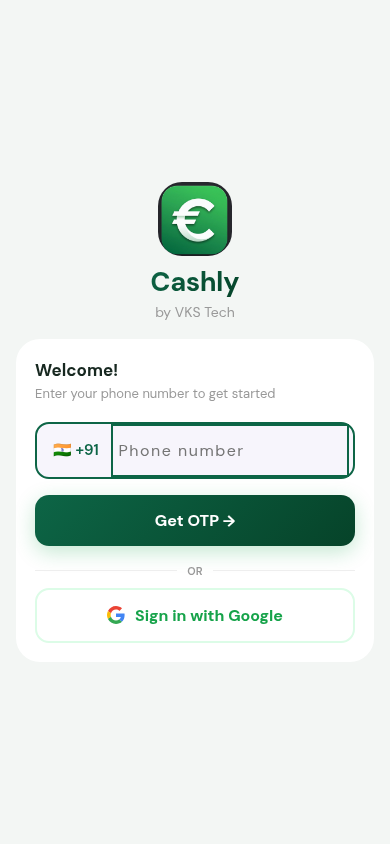 €
Cashly
by VKS Tech
Welcome!
Enter your phone number to get started
🇮🇳 +91 Phone number
Get OTP →
OR
Sign in with Google